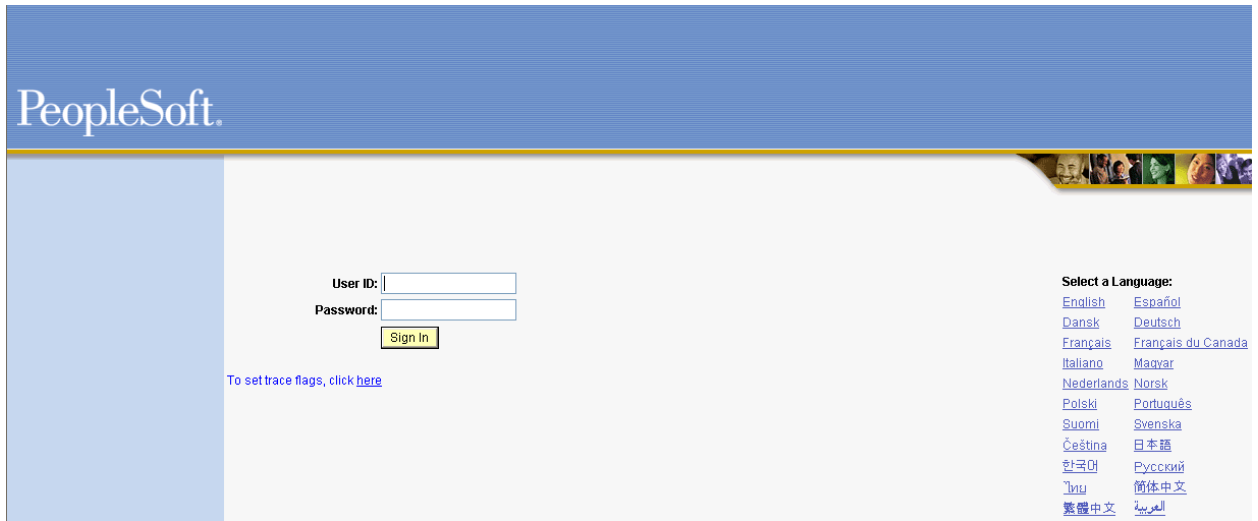 PeopleSoft.
User ID:
Password:
Sign In
To set trace flags, click here
Select a Language:
English Español
Dansk Deutsch
Français Français du Canada
Italiano Magyar
Nederlands Norsk
Polski Português
Suomi Svenska
Čeština 日本語
한국어 Русский
ไทย 简体中文
繁體中文 العربية